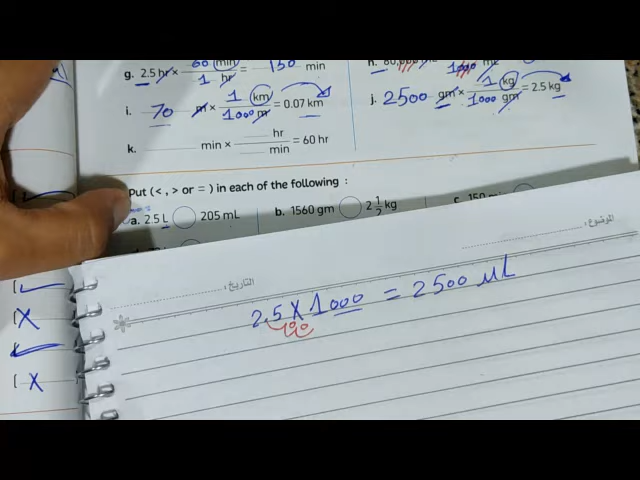 g. 2.5 hr × 60 min / 1 hr = 150 min
i. 70 m × 1 km / 1000 m = 0.07 km
j. 2500 gm × 1 kg / 1000 gm = 2.5 kg
k. min × hr / min = 60 hr
Put (< , > or = ) in each of the following :
a. 2.5 L 205 mL
b. 1560 gm 2 1/2 kg
الموضوع :
التاريخ :
2.5 × 1000 = 2500 mL